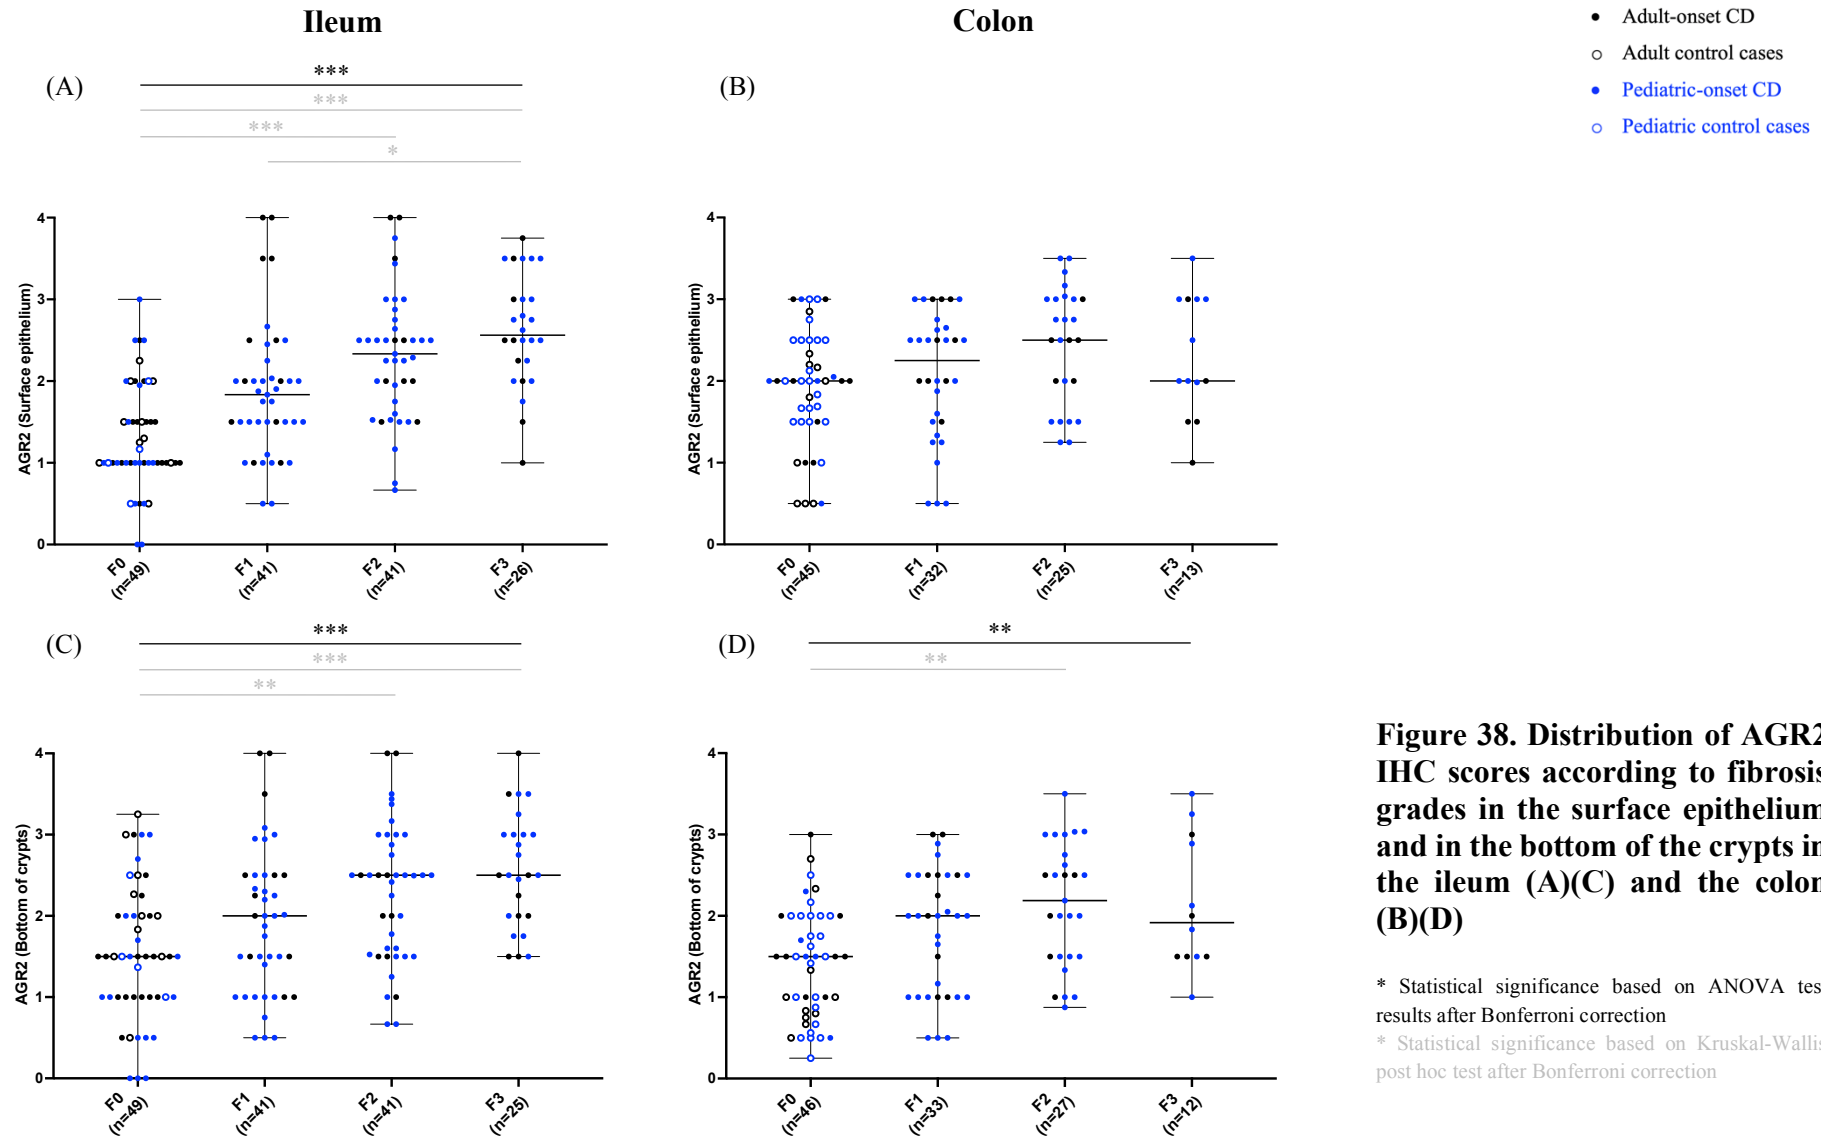 Ileum
Colon
Adult-onset CD
Adult control cases
Pediatric-onset CD
Pediatric control cases
(A)
***
***
***
*
AGR2 (Surface epithelium)
4
3
2
1
0
F0
(n=49)
F1
(n=41)
F2
(n=41)
F3
(n=26)
(B)
AGR2 (Surface epithelium)
4
3
2
1
0
F0
(n=45)
F1
(n=32)
F2
(n=25)
F3
(n=13)
(C)
***
***
**
AGR2 (Bottom of crypts)
4
3
2
1
0
F0
(n=49)
F1
(n=41)
F2
(n=41)
F3
(n=25)
(D)
**
**
AGR2 (Bottom of crypts)
4
3
2
1
0
F0
(n=46)
F1
(n=33)
F2
(n=27)
F3
(n=12)
Figure 38. Distribution of AGR2
IHC scores according to fibrosis
grades in the surface epithelium
and in the bottom of the crypts in
the ileum (A)(C) and the colon
(B)(D)
* Statistical significance based on ANOVA tes
results after Bonferroni correction
* Statistical significance based on Kruskal-Wallis
post hoc test after Bonferroni correction